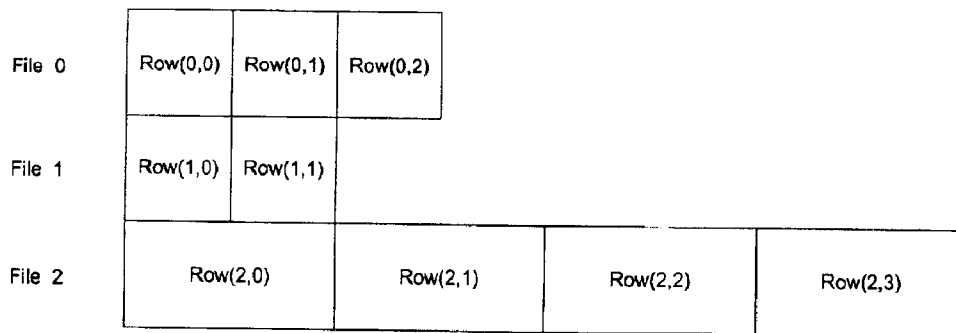 File 0 Row(0,0) Row(0,1) Row(0,2)
File 1 Row(1,0) Row(1,1)
File 2 Row(2,0) Row(2,1) Row(2,2) Row(2,3)